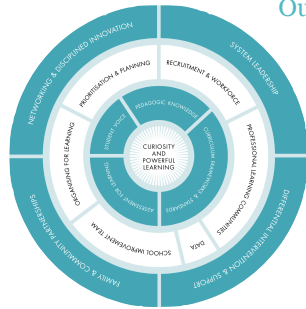 Ou
NETWORKING & DISCIPLINED INNOVATION
SYSTEM LEADERSHIP
DIFFERENTIAL INTERVENTION & SUPPORT
FAMILY & COMMUNITY PARTNERSHIPS
PRIORITISATION & PLANNING
RECRUITMENT & WORKFORCE
PROFESSIONAL LEARNING COMMUNITIES
DATA
SCHOOL IMPROVEMENT TEAM
ORGANISING FOR LEARNING
STUDENT VOICE
PEDAGOGIC KNOWLEDGE
CURRICULUM FRAMEWORKS & STANDARDS
ASSESSMENT FOR LEARNING
CURIOSITY
AND
POWERFUL
LEARNING